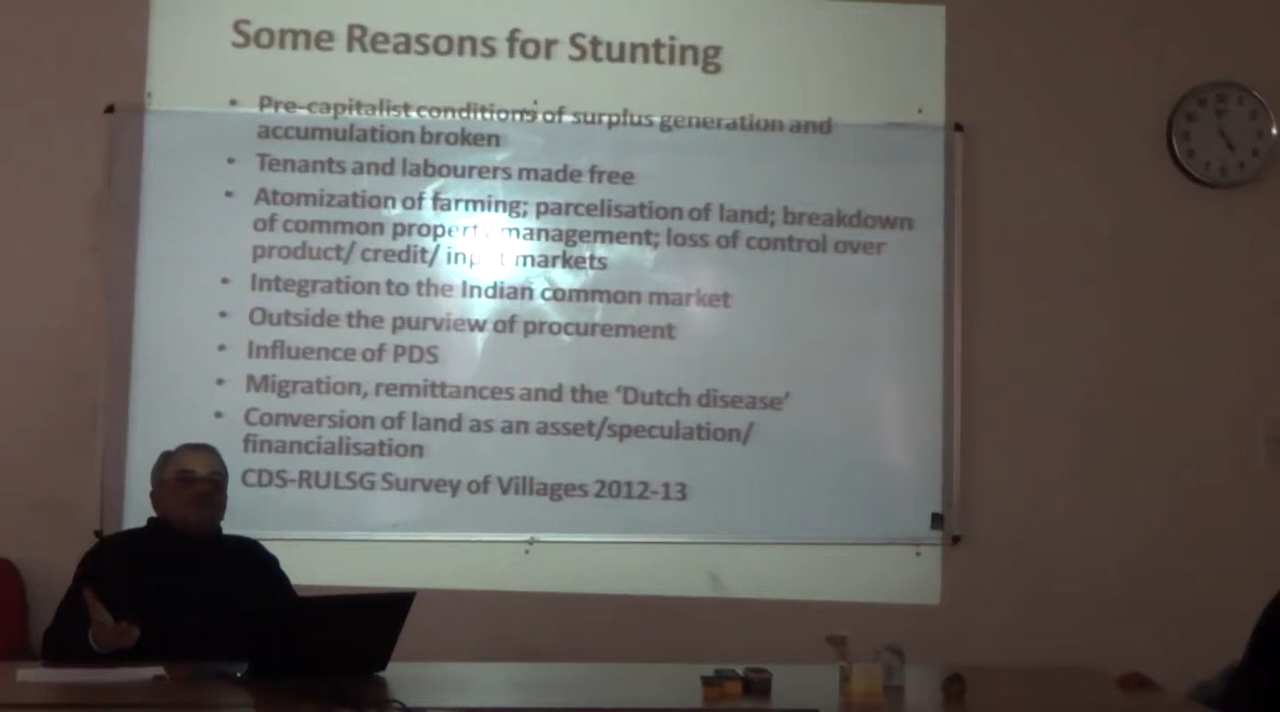 Some Reasons for Stunting
• Pre-capitalist conditions of surplus generation and
accumulation broken
• Tenants and labourers made free
• Atomization of farming; parcelisation of land; breakdown
of common property management; loss of control over
product/ credit/ input markets
• Integration to the Indian common market
• Outside the purview of procurement
• Influence of PDS
• Migration, remittances and the ‘Dutch disease’
• Conversion of land as an asset/speculation/
financialisation
CDS-RULSG Survey of Villages 2012-13